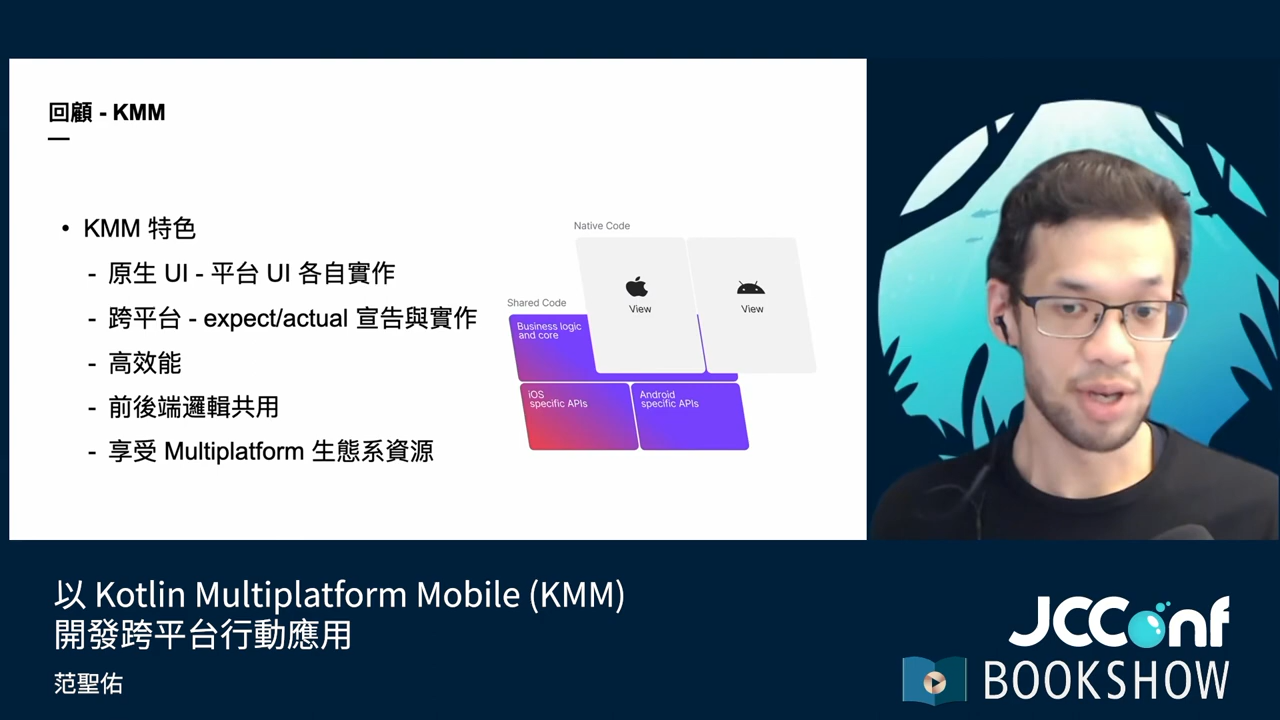 回顧 - KMM
• KMM 特色
- 原生 UI - 平台 UI 各自實作
- 跨平台 - expect/actual 宣告與實作
- 高效能
- 前後端邏輯共用
- 享受 Multiplatform 生態系資源
Native Code
View
View
Shared Code
Business logic
and core
iOS
specific APIs
Android
specific APIs
以 Kotlin Multiplatform Mobile (KMM)
開發跨平台行動應用
范聖佑
JCConf
BOOKSHOW